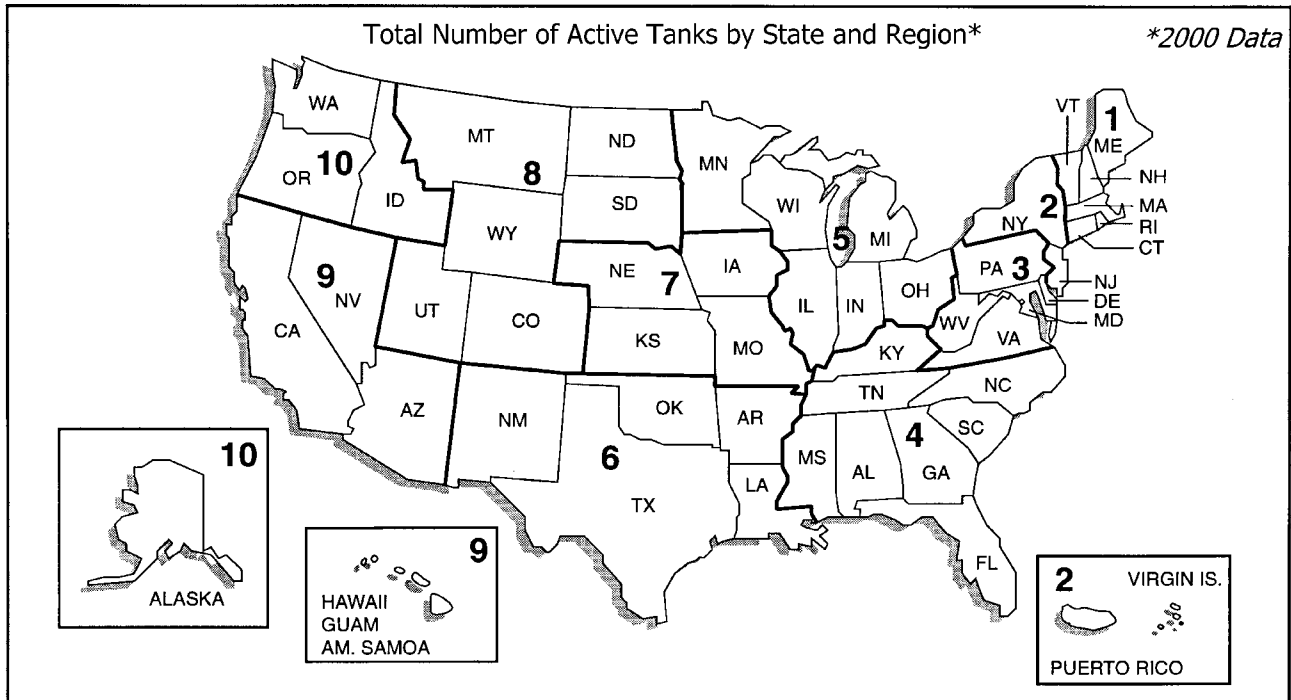 Total Number of Active Tanks by State and Region*
*2000 Data
WA
MT
ND
MN
VT
1
ME
OR
10
ID
8
SD
WI
5
MI
NY
2
NH
MA
RI
CT
WY
9
NV
NE
7
IA
PA
3
NJ
DE
MD
CA
UT
CO
KS
MO
IL
IN
OH
WV
VA
KY
AZ
NM
OK
AR
TN
NC
SC
6
TX
LA
MS
AL
4
GA
FL
10
ALASKA
9
HAWAII
GUAM
AM. SAMOA
2
VIRGIN IS.
PUERTO RICO